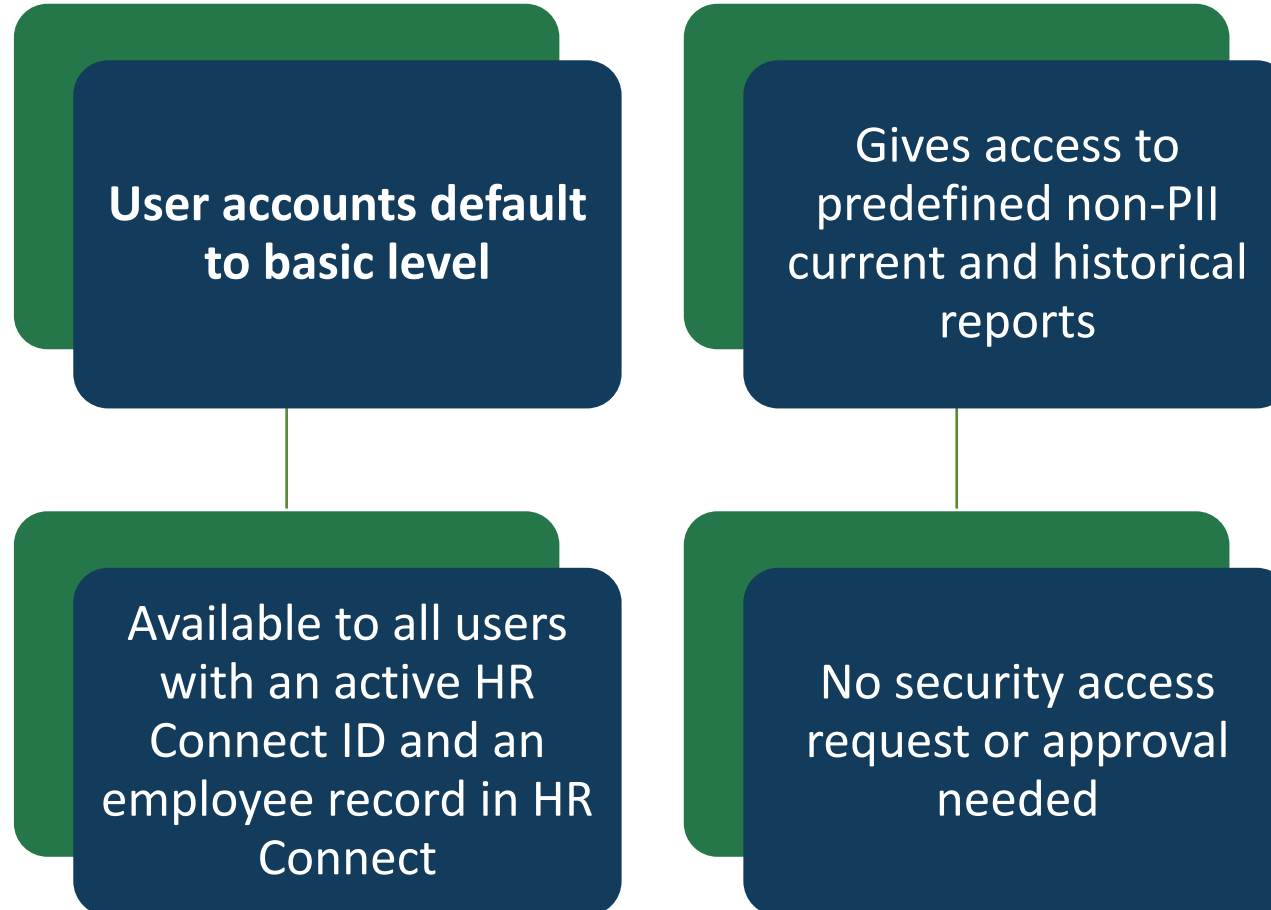 User accounts default
to basic level
Available to all users
with an active HR
Connect ID and an
employee record in HR
Connect
Gives access to
predefined non-PII
current and historical
reports
No security access
request or approval
needed